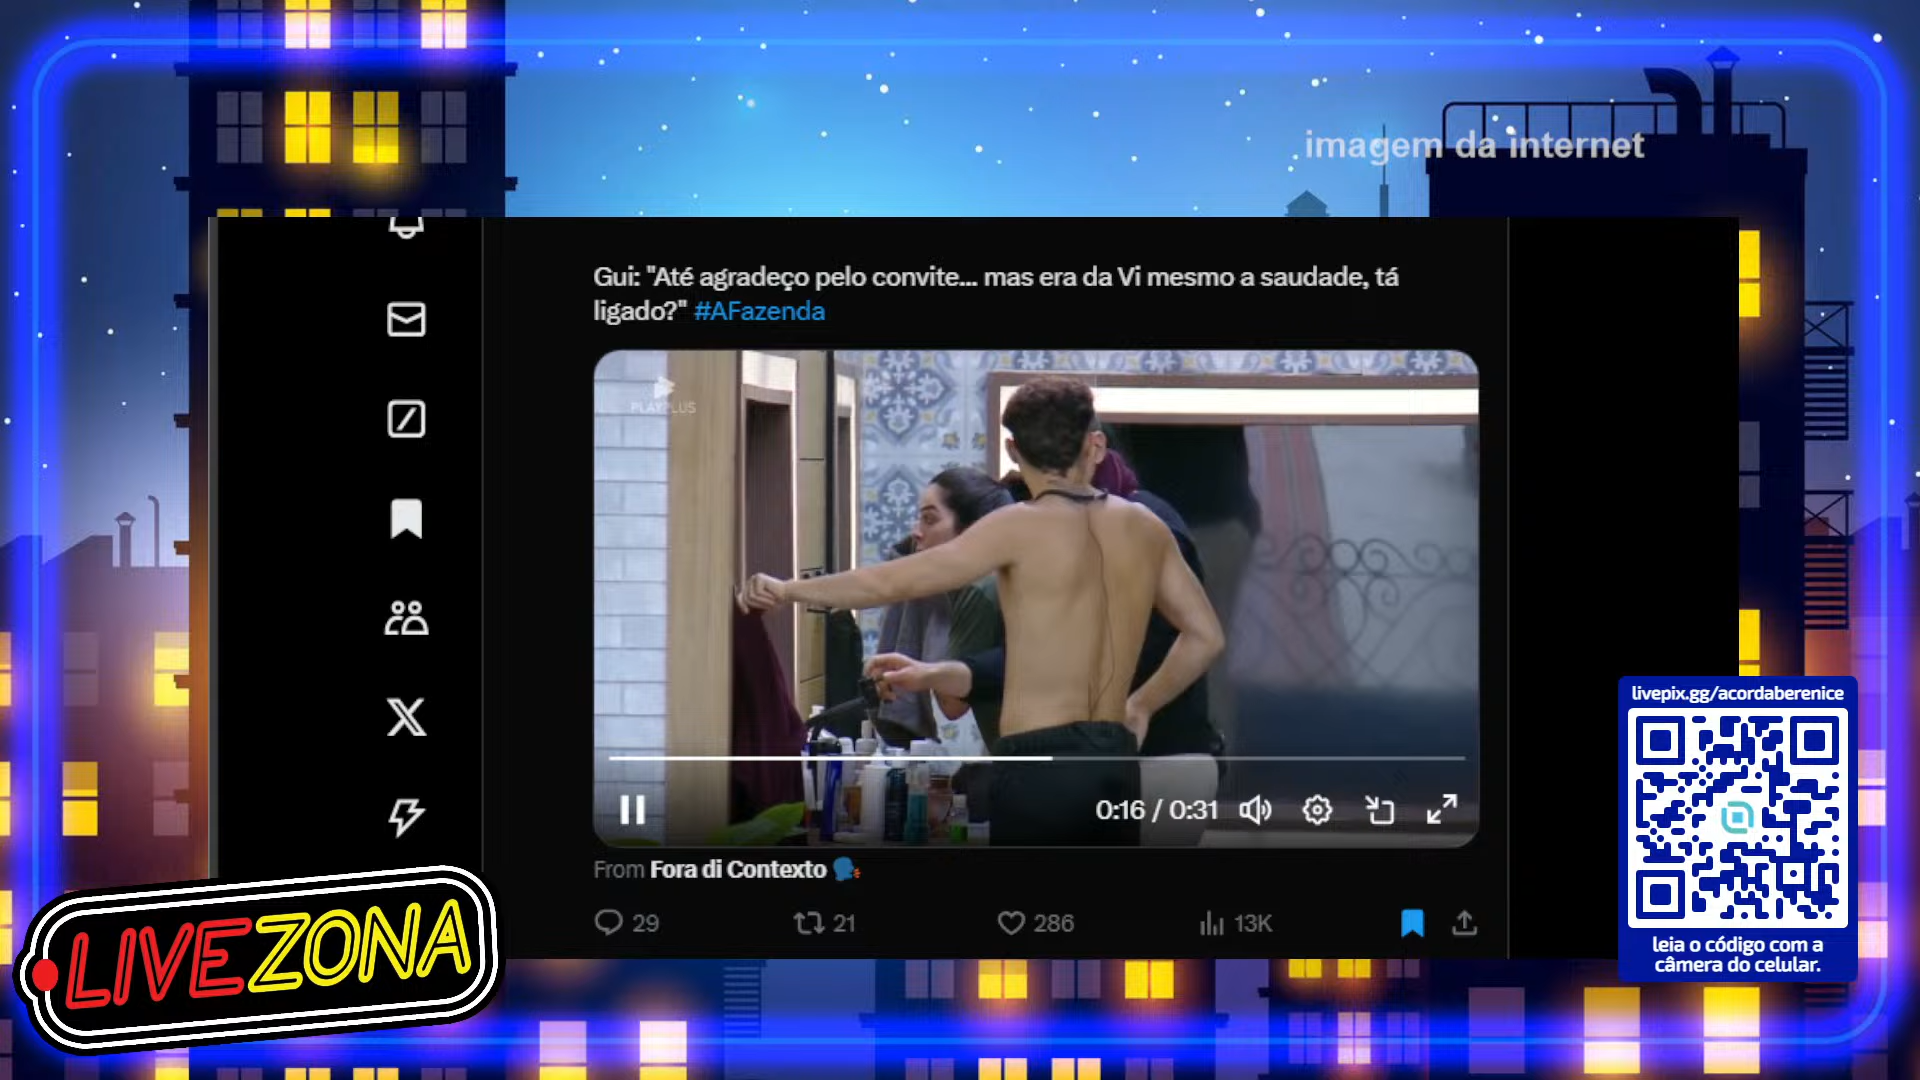 imagem da internet
Gui: "Até agradeço pelo convite... mas era da Vi mesmo a saudade, tá
ligado?" #AFazenda
PLAYPLUS
0:16 / 0:31
From Fora di Contexto
29
21
286
13K
LIVEZONA
livepix.gg/acordaberenice
leia o código com a
câmera do celular.